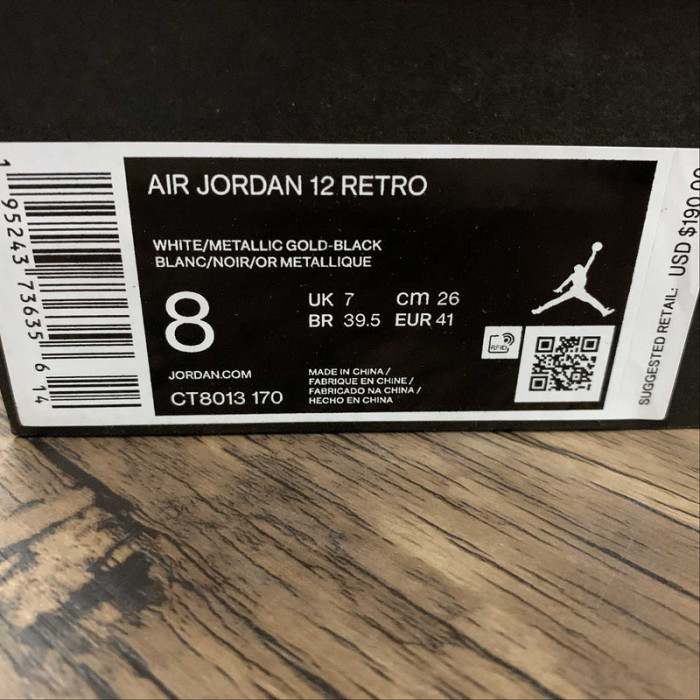 1 95243 73635 6 14
AIR JORDAN 12 RETRO
WHITE/METALLIC GOLD-BLACK
BLANC/NOIR/OR METALLIQUE
8
UK 7 cm 26
BR 39.5 EUR 41
JORDAN.COM
CT8013 170
MADE IN CHINA /
FABRIQUE EN CHINE /
FABRICADO NA CHINA /
HECHO EN CHINA
RFID
SUGGESTED RETAIL: USD $190.00